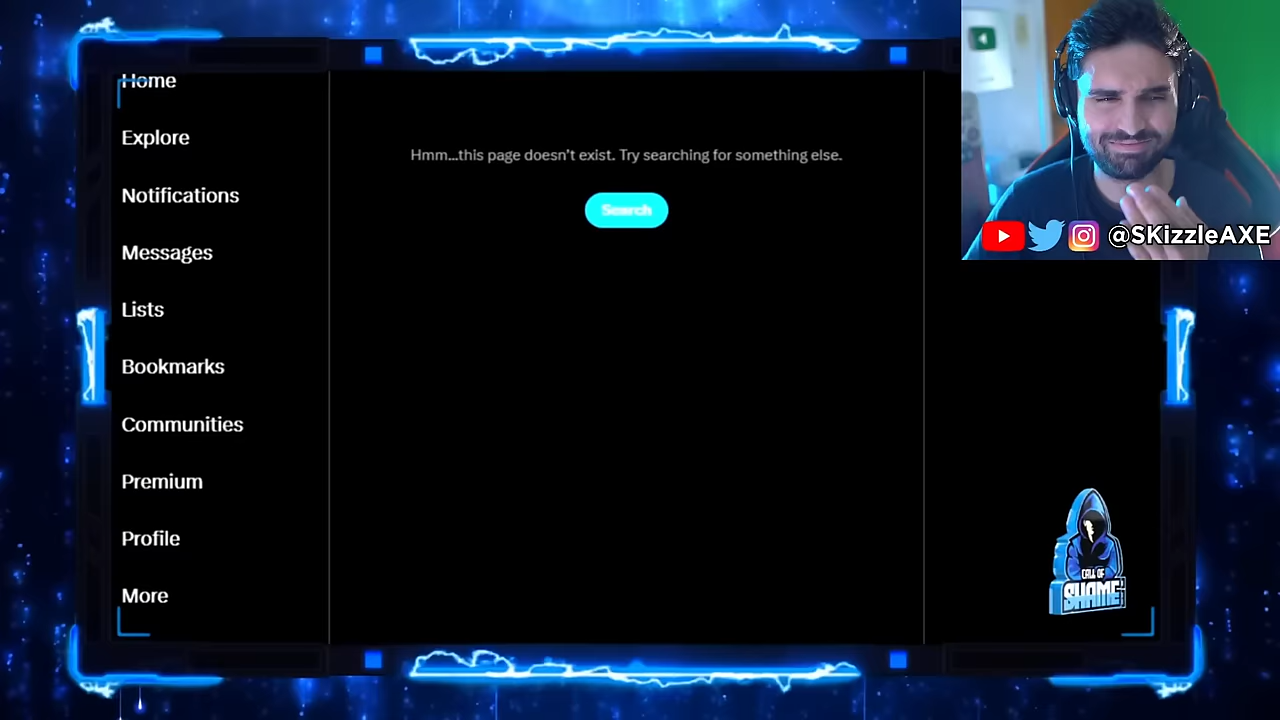 Home
Explore
Notifications
Messages
Lists
Bookmarks
Communities
Premium
Profile
More
Hmm...this page doesn’t exist. Try searching for something else.
Search
@SKizzleAXE
CALL OF
SHAME